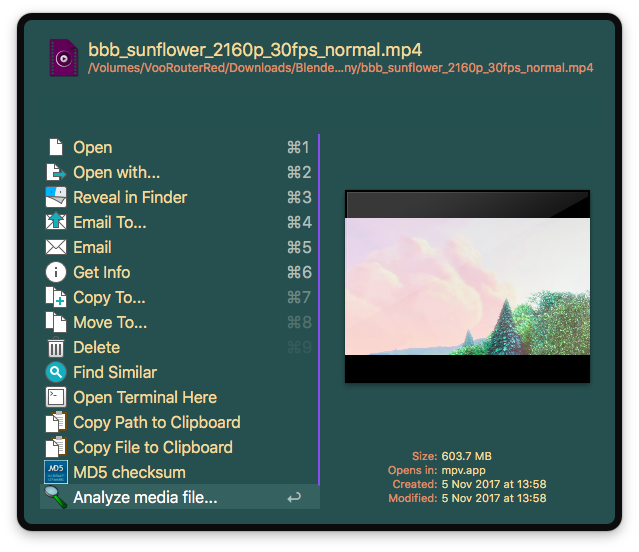 bbb_sunflower_2160p_30fps_normal.mp4
/Volumes/VooRouterRed/Downloads/Blende...ny/bbb_sunflower_2160p_30fps_normal.mp4
Open ⌘1
Open with... ⌘2
Reveal in Finder ⌘3
Email To... ⌘4
Email ⌘5
Get Info ⌘6
Copy To... ⌘7
Move To... ⌘8
Delete ⌘9
Find Similar
Open Terminal Here
Copy Path to Clipboard
Copy File to Clipboard
MD5 MD5 checksum
Analyze media file...
Size: 603.7 MB
Opens in: mpv.app
Created: 5 Nov 2017 at 13:58
Modified: 5 Nov 2017 at 13:58